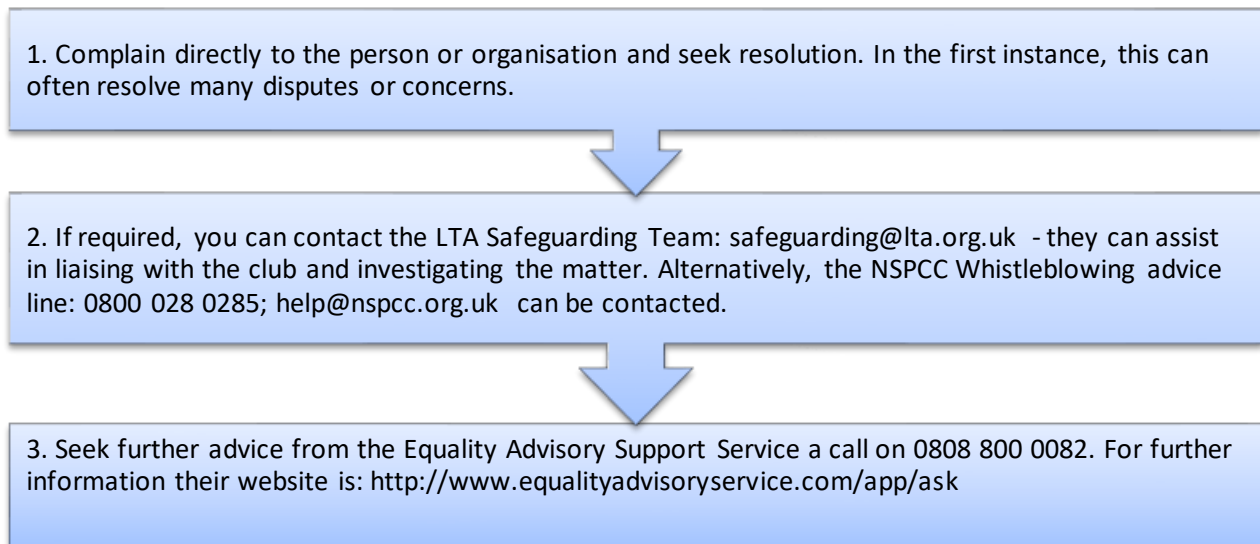 1. Complain directly to the person or organisation and seek resolution. In the first instance, this can
often resolve many disputes or concerns.
2. If required, you can contact the LTA Safeguarding Team: safeguarding@lta.org.uk - they can assist
in liaising with the club and investigating the matter. Alternatively, the NSPCC Whistleblowing advice
line: 0800 028 0285; help@nspcc.org.uk can be contacted.
3. Seek further advice from the Equality Advisory Support Service a call on 0808 800 0082. For further
information their website is: http://www.equalityadvisoryservice.com/app/ask